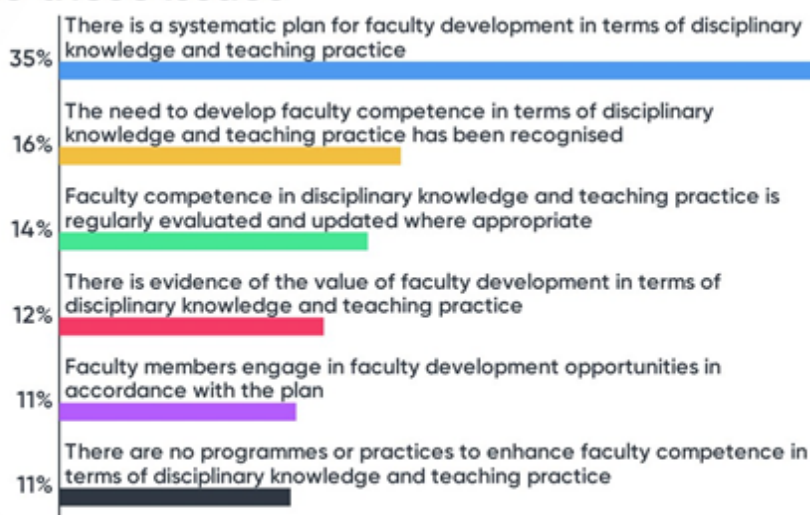 There is a systematic plan for faculty development in terms of disciplinary
knowledge and teaching practice
35%
The need to develop faculty competence in terms of disciplinary
knowledge and teaching practice has been recognised
16%
Faculty competence in disciplinary knowledge and teaching practice is
regularly evaluated and updated where appropriate
14%
There is evidence of the value of faculty development in terms of
disciplinary knowledge and teaching practice
12%
Faculty members engage in faculty development opportunities in
accordance with the plan
11%
There are no programmes or practices to enhance faculty competence in
terms of disciplinary knowledge and teaching practice
11%